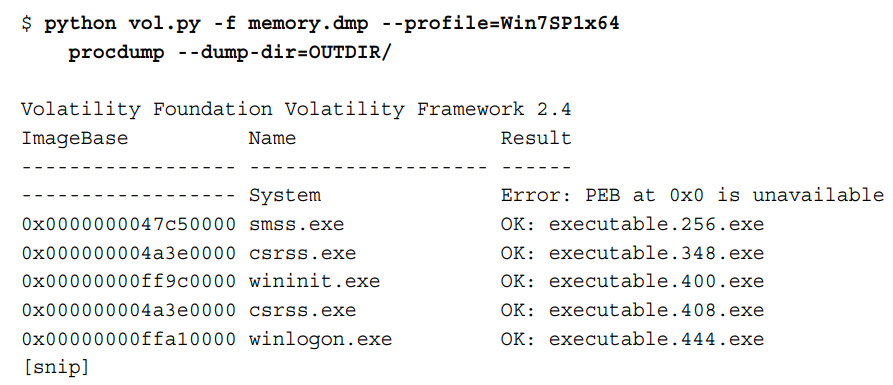 $ python vol.py -f memory.dmp --profile=Win7SP1x64
    procdump --dump-dir=OUTDIR/

Volatility Foundation Volatility Framework 2.4
ImageBase          Name                 Result
------------------ -------------------- ------
------------------ System               Error: PEB at 0x0 is unavailable
0x0000000047c50000 smss.exe             OK: executable.256.exe
0x000000004a3e0000 csrss.exe            OK: executable.348.exe
0x00000000ff9c0000 wininit.exe          OK: executable.400.exe
0x000000004a3e0000 csrss.exe            OK: executable.408.exe
0x00000000ffa10000 winlogon.exe         OK: executable.444.exe
[snip]